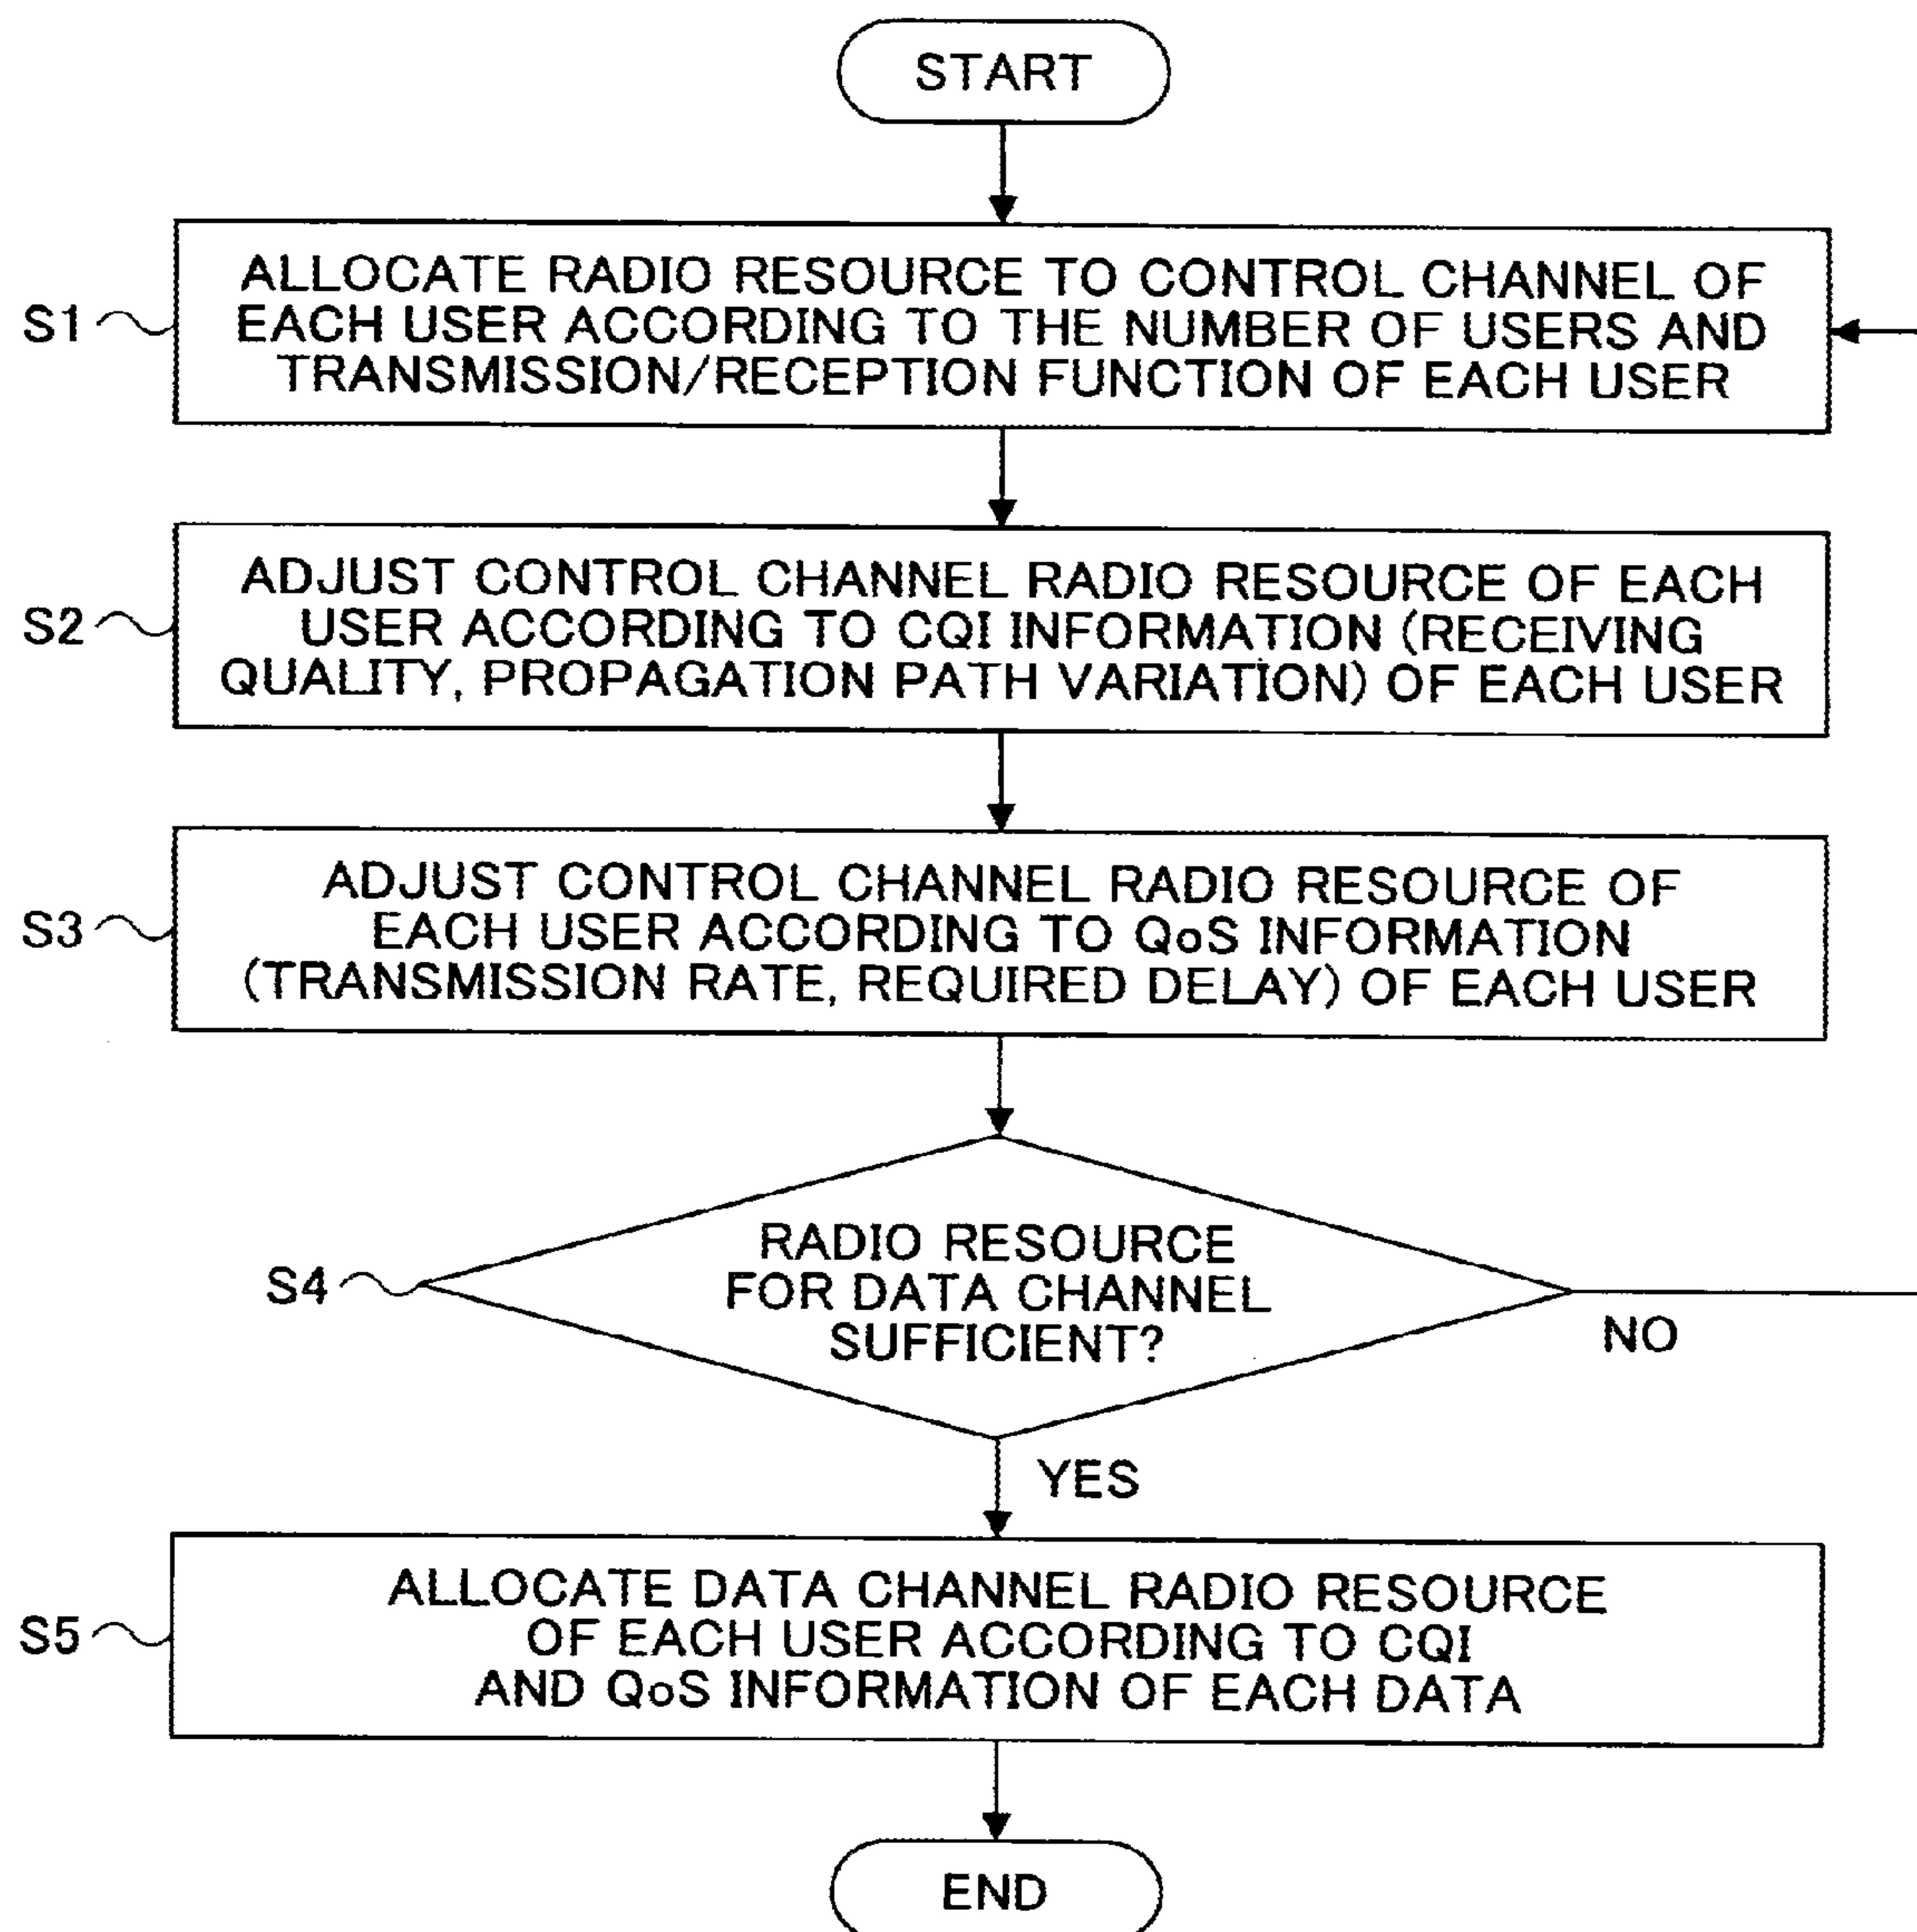 START
S1
ALLOCATE RADIO RESOURCE TO CONTROL CHANNEL OF
EACH USER ACCORDING TO THE NUMBER OF USERS AND
TRANSMISSION/RECEPTION FUNCTION OF EACH USER
S2
ADJUST CONTROL CHANNEL RADIO RESOURCE OF EACH
USER ACCORDING TO CQI INFORMATION (RECEIVING
QUALITY, PROPAGATION PATH VARIATION) OF EACH USER
S3
ADJUST CONTROL CHANNEL RADIO RESOURCE OF
EACH USER ACCORDING TO QoS INFORMATION
(TRANSMISSION RATE, REQUIRED DELAY) OF EACH USER
S4
RADIO RESOURCE
FOR DATA CHANNEL
SUFFICIENT?
NO
YES
S5
ALLOCATE DATA CHANNEL RADIO RESOURCE
OF EACH USER ACCORDING TO CQI
AND QoS INFORMATION OF EACH DATA
END